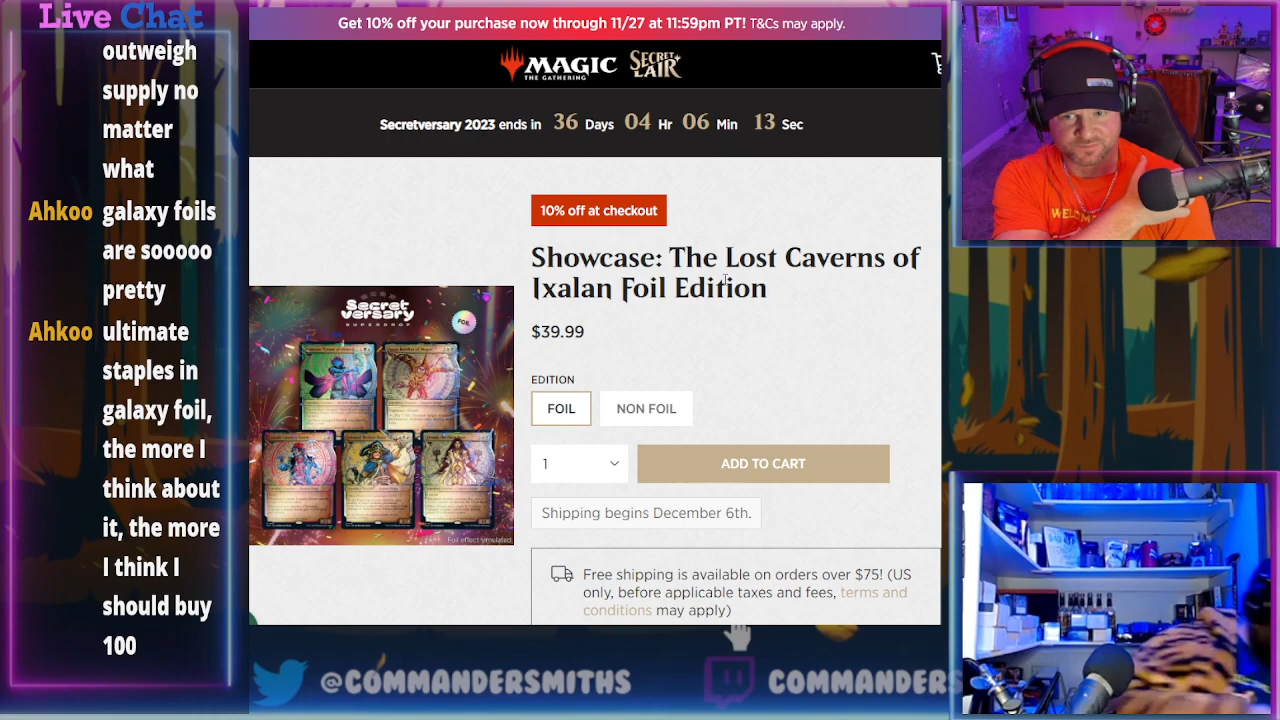 Live Chat
outweigh
supply no
matter
what
Ahkoo galaxy foils
are sooooo
pretty
Ahkoo ultimate
staples in
galaxy foil,
the more I
think about
it, the more
I think I
should buy
100
Get 10% off your purchase now through 11/27 at 11:59pm PT! T&Cs may apply.
MAGIC
THE GATHERING
SECRET
LAIR
Secretversary 2023 ends in 36 Days 04 Hr 06 Min 13 Sec
10% off at checkout
Showcase: The Lost Caverns of
Ixalan Foil Edition
$39.99
EDITION
FOIL
NON FOIL
1
ADD TO CART
Shipping begins December 6th.
Free shipping is available on orders over $75! (US
only, before applicable taxes and fees, terms and
conditions may apply)
Secret
versary
SUPERDROP
FOIL
Foil effect simulated.
@COMMANDERSMITHS
COMMANDERS